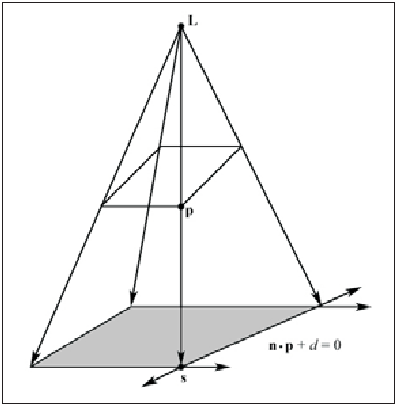 L
p
n • p + d = 0
s